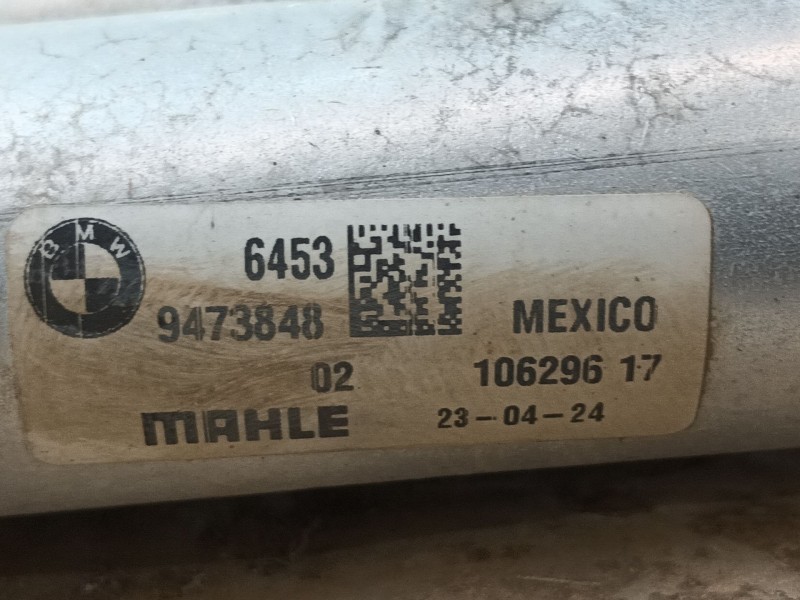 BMW
6453
9473848
02
MAHLE
MEXICO
106296 17
23-04-24